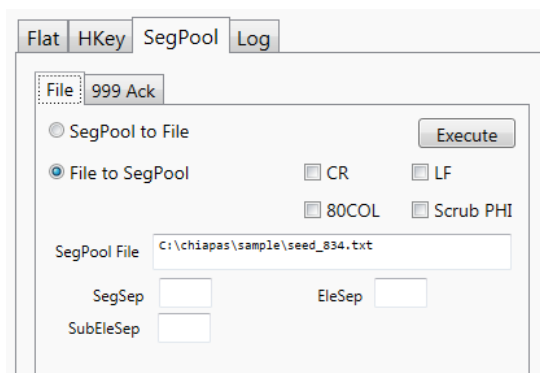 Flat HKey SegPool Log
File 999 Ack
SegPool to File Execute
File to SegPool CR LF
80COL Scrub PHI
SegPool File C:\chiapas\sample\seed_834.txt
SegSep EleSep
SubEleSep